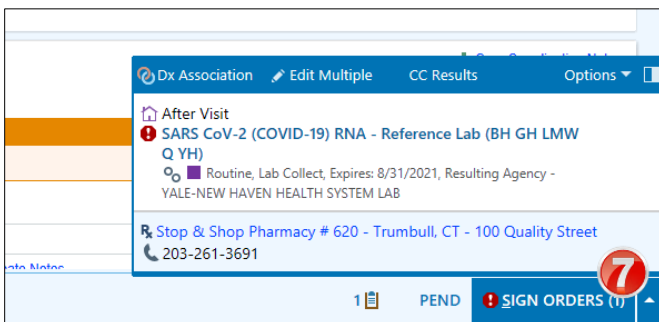 Dx Association Edit Multiple CC Results Options
After Visit
SARS CoV-2 (COVID-19) RNA - Reference Lab (BH GH LMW
Q YH)
Routine, Lab Collect, Expires: 8/31/2021, Resulting Agency -
YALE-NEW HAVEN HEALTH SYSTEM LAB
Rx Stop & Shop Pharmacy # 620 - Trumbull, CT - 100 Quality Street
203-261-3691
Notes
7
1 PEND SIGN ORDERS (1)